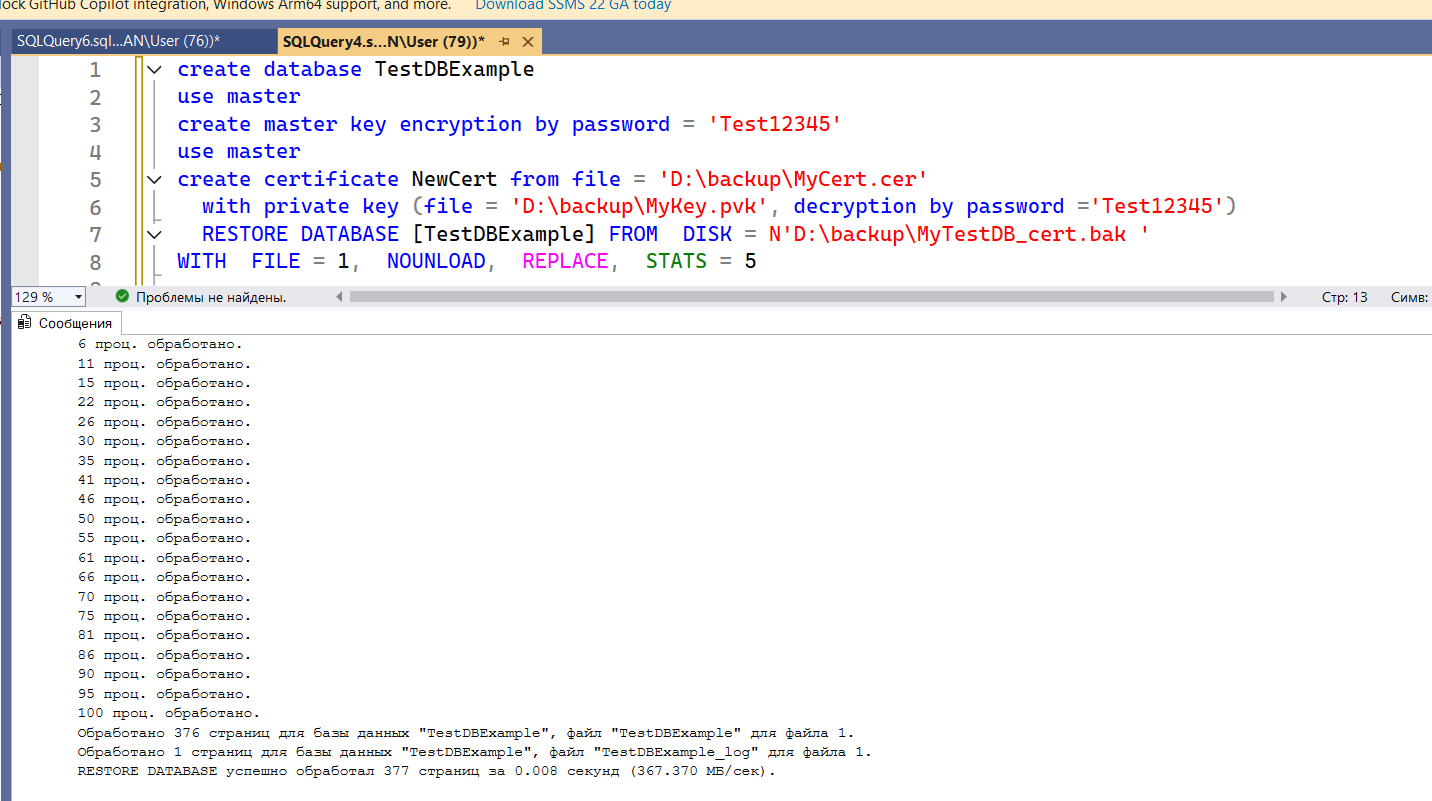 lock GitHub Copilot integration, Windows Arm64 support, and more. Download SSMS 22 GA today
SQLQuery6.sql...AN\User (76))* SQLQuery4.s...N\User (79))*
1 create database TestDBExample
2 use master
3 create master key encryption by password = 'Test12345'
4 use master
5 create certificate NewCert from file = 'D:\backup\MyCert.cer'
6 with private key (file = 'D:\backup\MyKey.pvk', decryption by password ='Test12345')
7 RESTORE DATABASE [TestDBExample] FROM DISK = N'D:\backup\MyTestDB_cert.bak '
8 WITH FILE = 1, NOUNLOAD, REPLACE, STATS = 5
129 % Проблемы не найдены. Стр: 13 Симв:
Сообщения
6 проц. обработано.
11 проц. обработано.
15 проц. обработано.
22 проц. обработано.
26 проц. обработано.
30 проц. обработано.
35 проц. обработано.
41 проц. обработано.
46 проц. обработано.
50 проц. обработано.
55 проц. обработано.
61 проц. обработано.
66 проц. обработано.
70 проц. обработано.
75 проц. обработано.
81 проц. обработано.
86 проц. обработано.
90 проц. обработано.
95 проц. обработано.
100 проц. обработано.
Обработано 376 страниц для базы данных "TestDBExample", файл "TestDBExample" для файла 1.
Обработано 1 страниц для базы данных "TestDBExample", файл "TestDBExample_log" для файла 1.
RESTORE DATABASE успешно обработал 377 страниц за 0.008 секунд (367.370 МБ/сек).